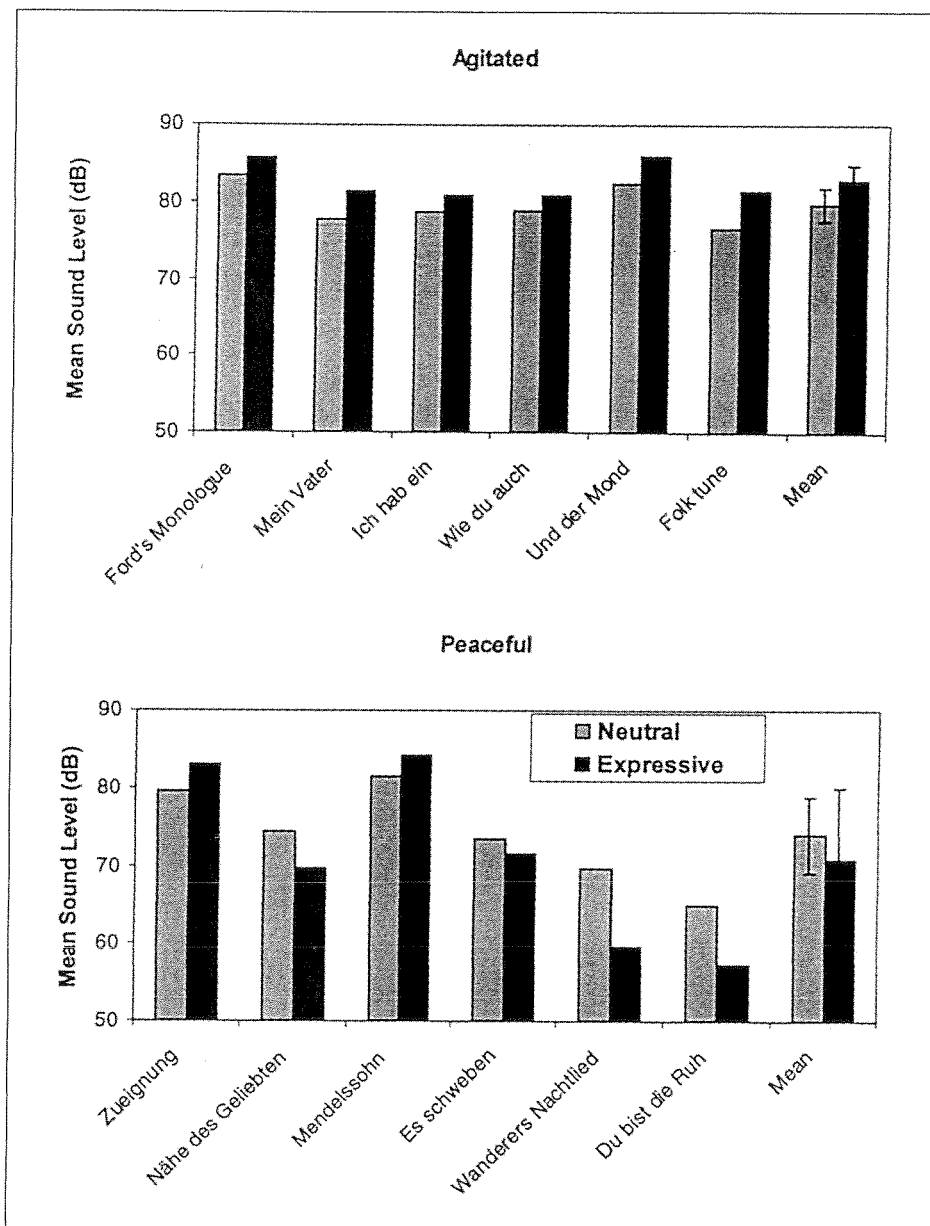 Agitated
Mean Sound Level (dB)
90
80
70
60
50
Ford's Monologue
Mein Vater
Ich hab ein
Wie du auch
Und der Mond
Folk tune
Mean
Peaceful
Mean Sound Level (dB)
90
80
70
60
50
Neutral
Expressive
Zueignung
Nähe des Geliebten
Mendelssohn
Es schweben
Wanderers Nachtlied
Du bist die Ruh
Mean